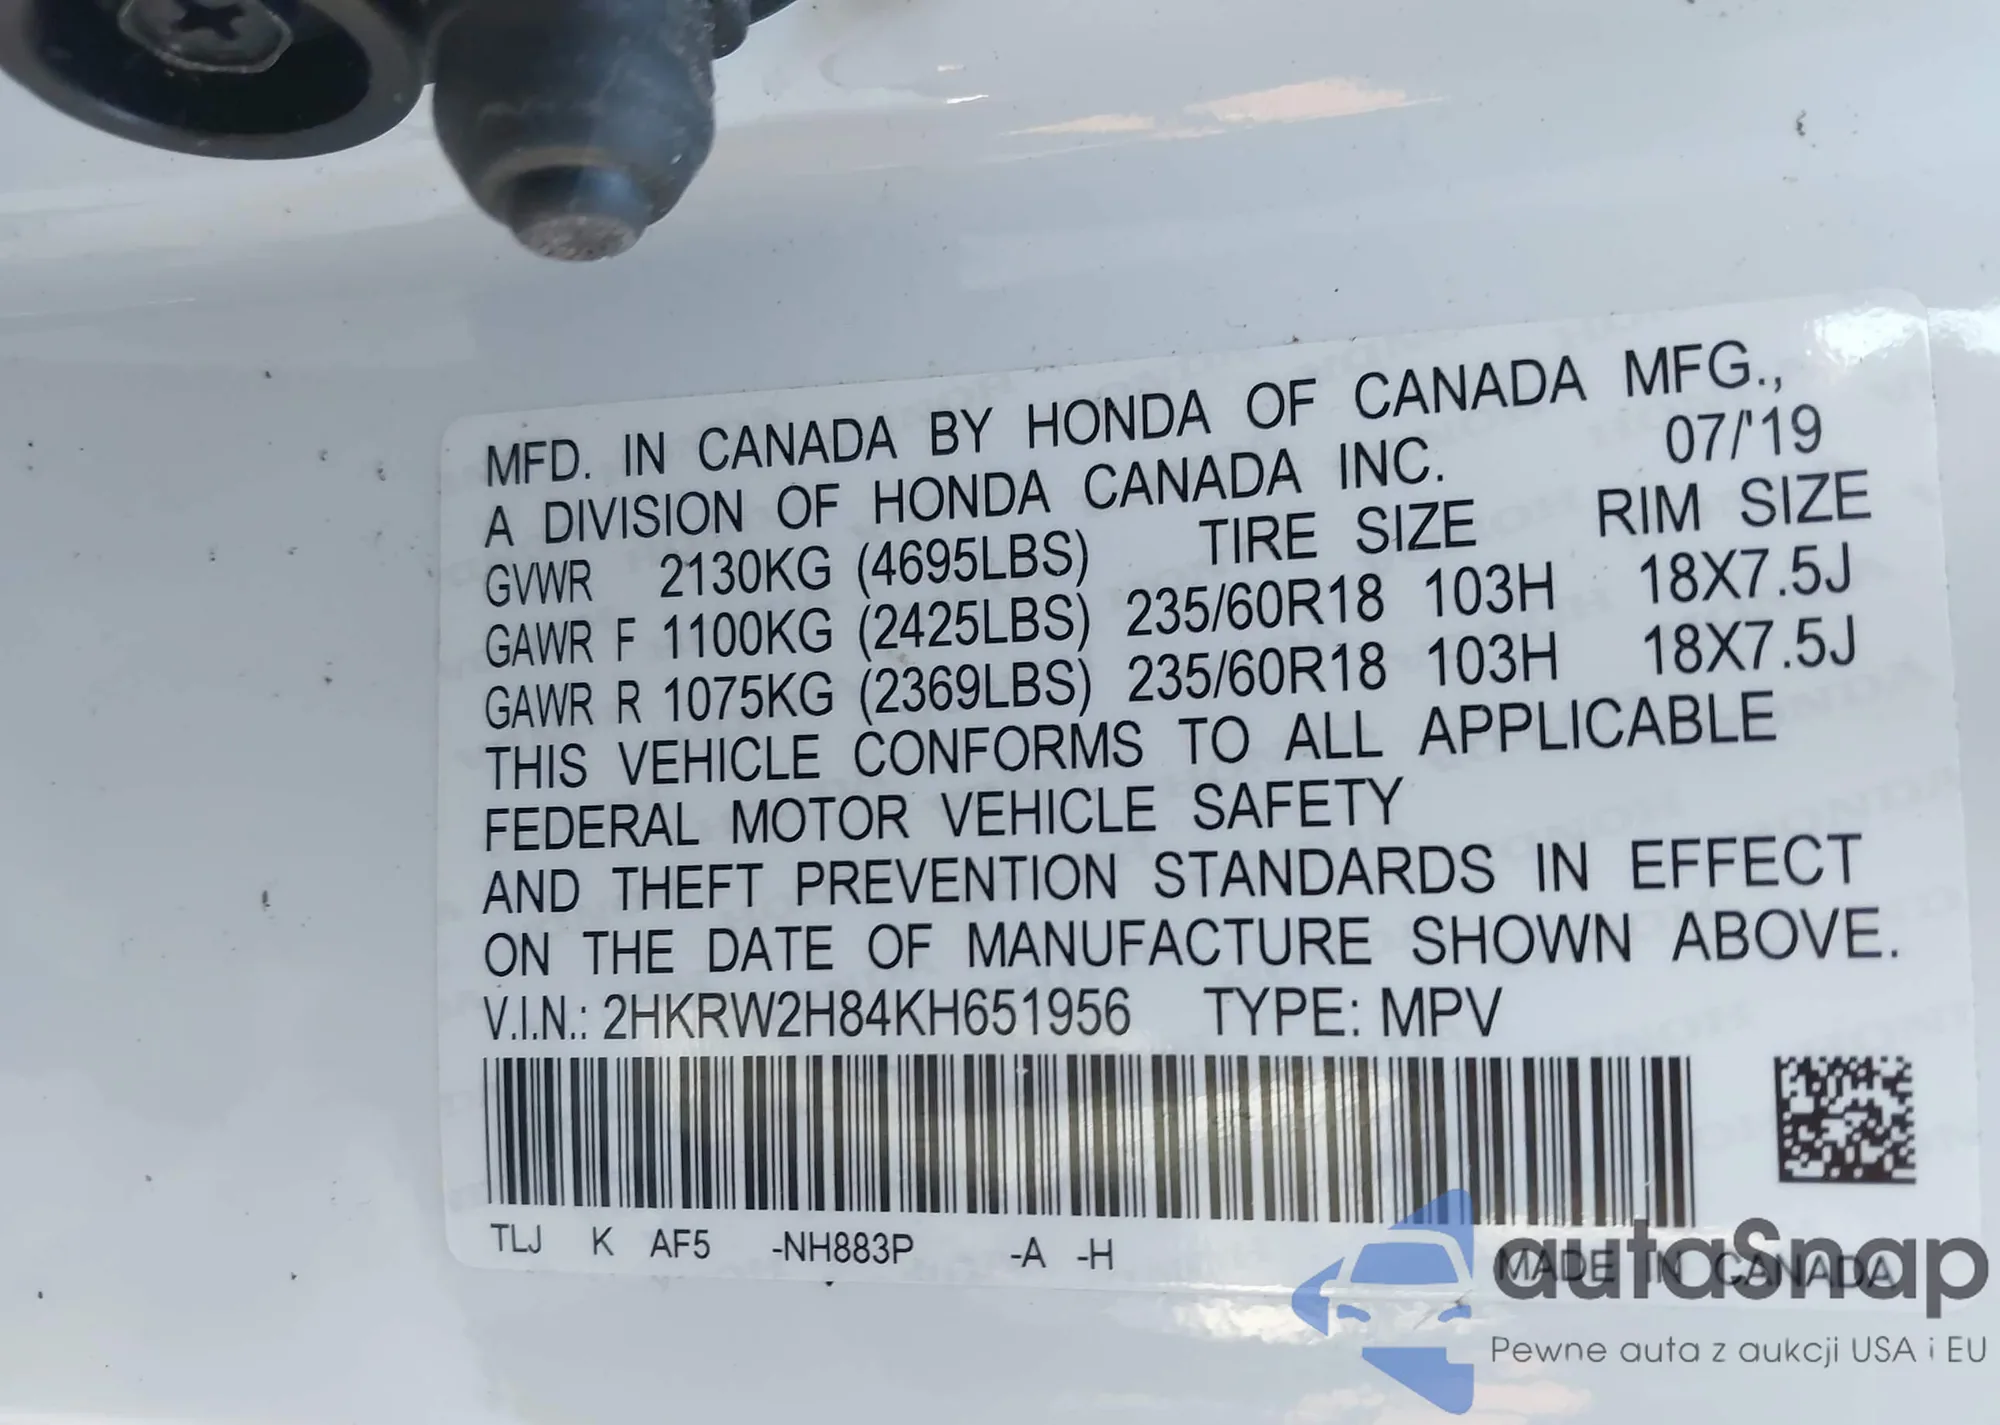 MFD. IN CANADA BY HONDA OF CANADA MFG.,
A DIVISION OF HONDA CANADA INC. 07/'19
GVWR 2130KG (4695LBS) TIRE SIZE RIM SIZE
GAWR F 1100KG (2425LBS) 235/60R18 103H 18X7.5J
GAWR R 1075KG (2369LBS) 235/60R18 103H 18X7.5J
THIS VEHICLE CONFORMS TO ALL APPLICABLE
FEDERAL MOTOR VEHICLE SAFETY
AND THEFT PREVENTION STANDARDS IN EFFECT
ON THE DATE OF MANUFACTURE SHOWN ABOVE.
V.I.N.: 2HKRW2H84KH651956 TYPE: MPV
TLJ K AF5 -NH883P -A -H
MADE IN CANADA
autoSnap
Pewne auta z aukcji USA i EU